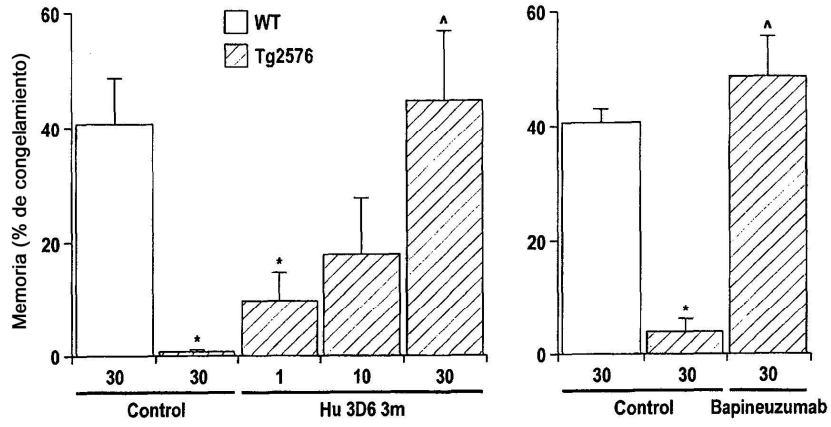 Memoria (% de congelamiento)
60
40
20
0
WT
Tg2576
*
*
^
30 30 1 10 30
Control Hu 3D6 3m
60
40
20
0
*
^
30 30 30
Control Bapineuzumab